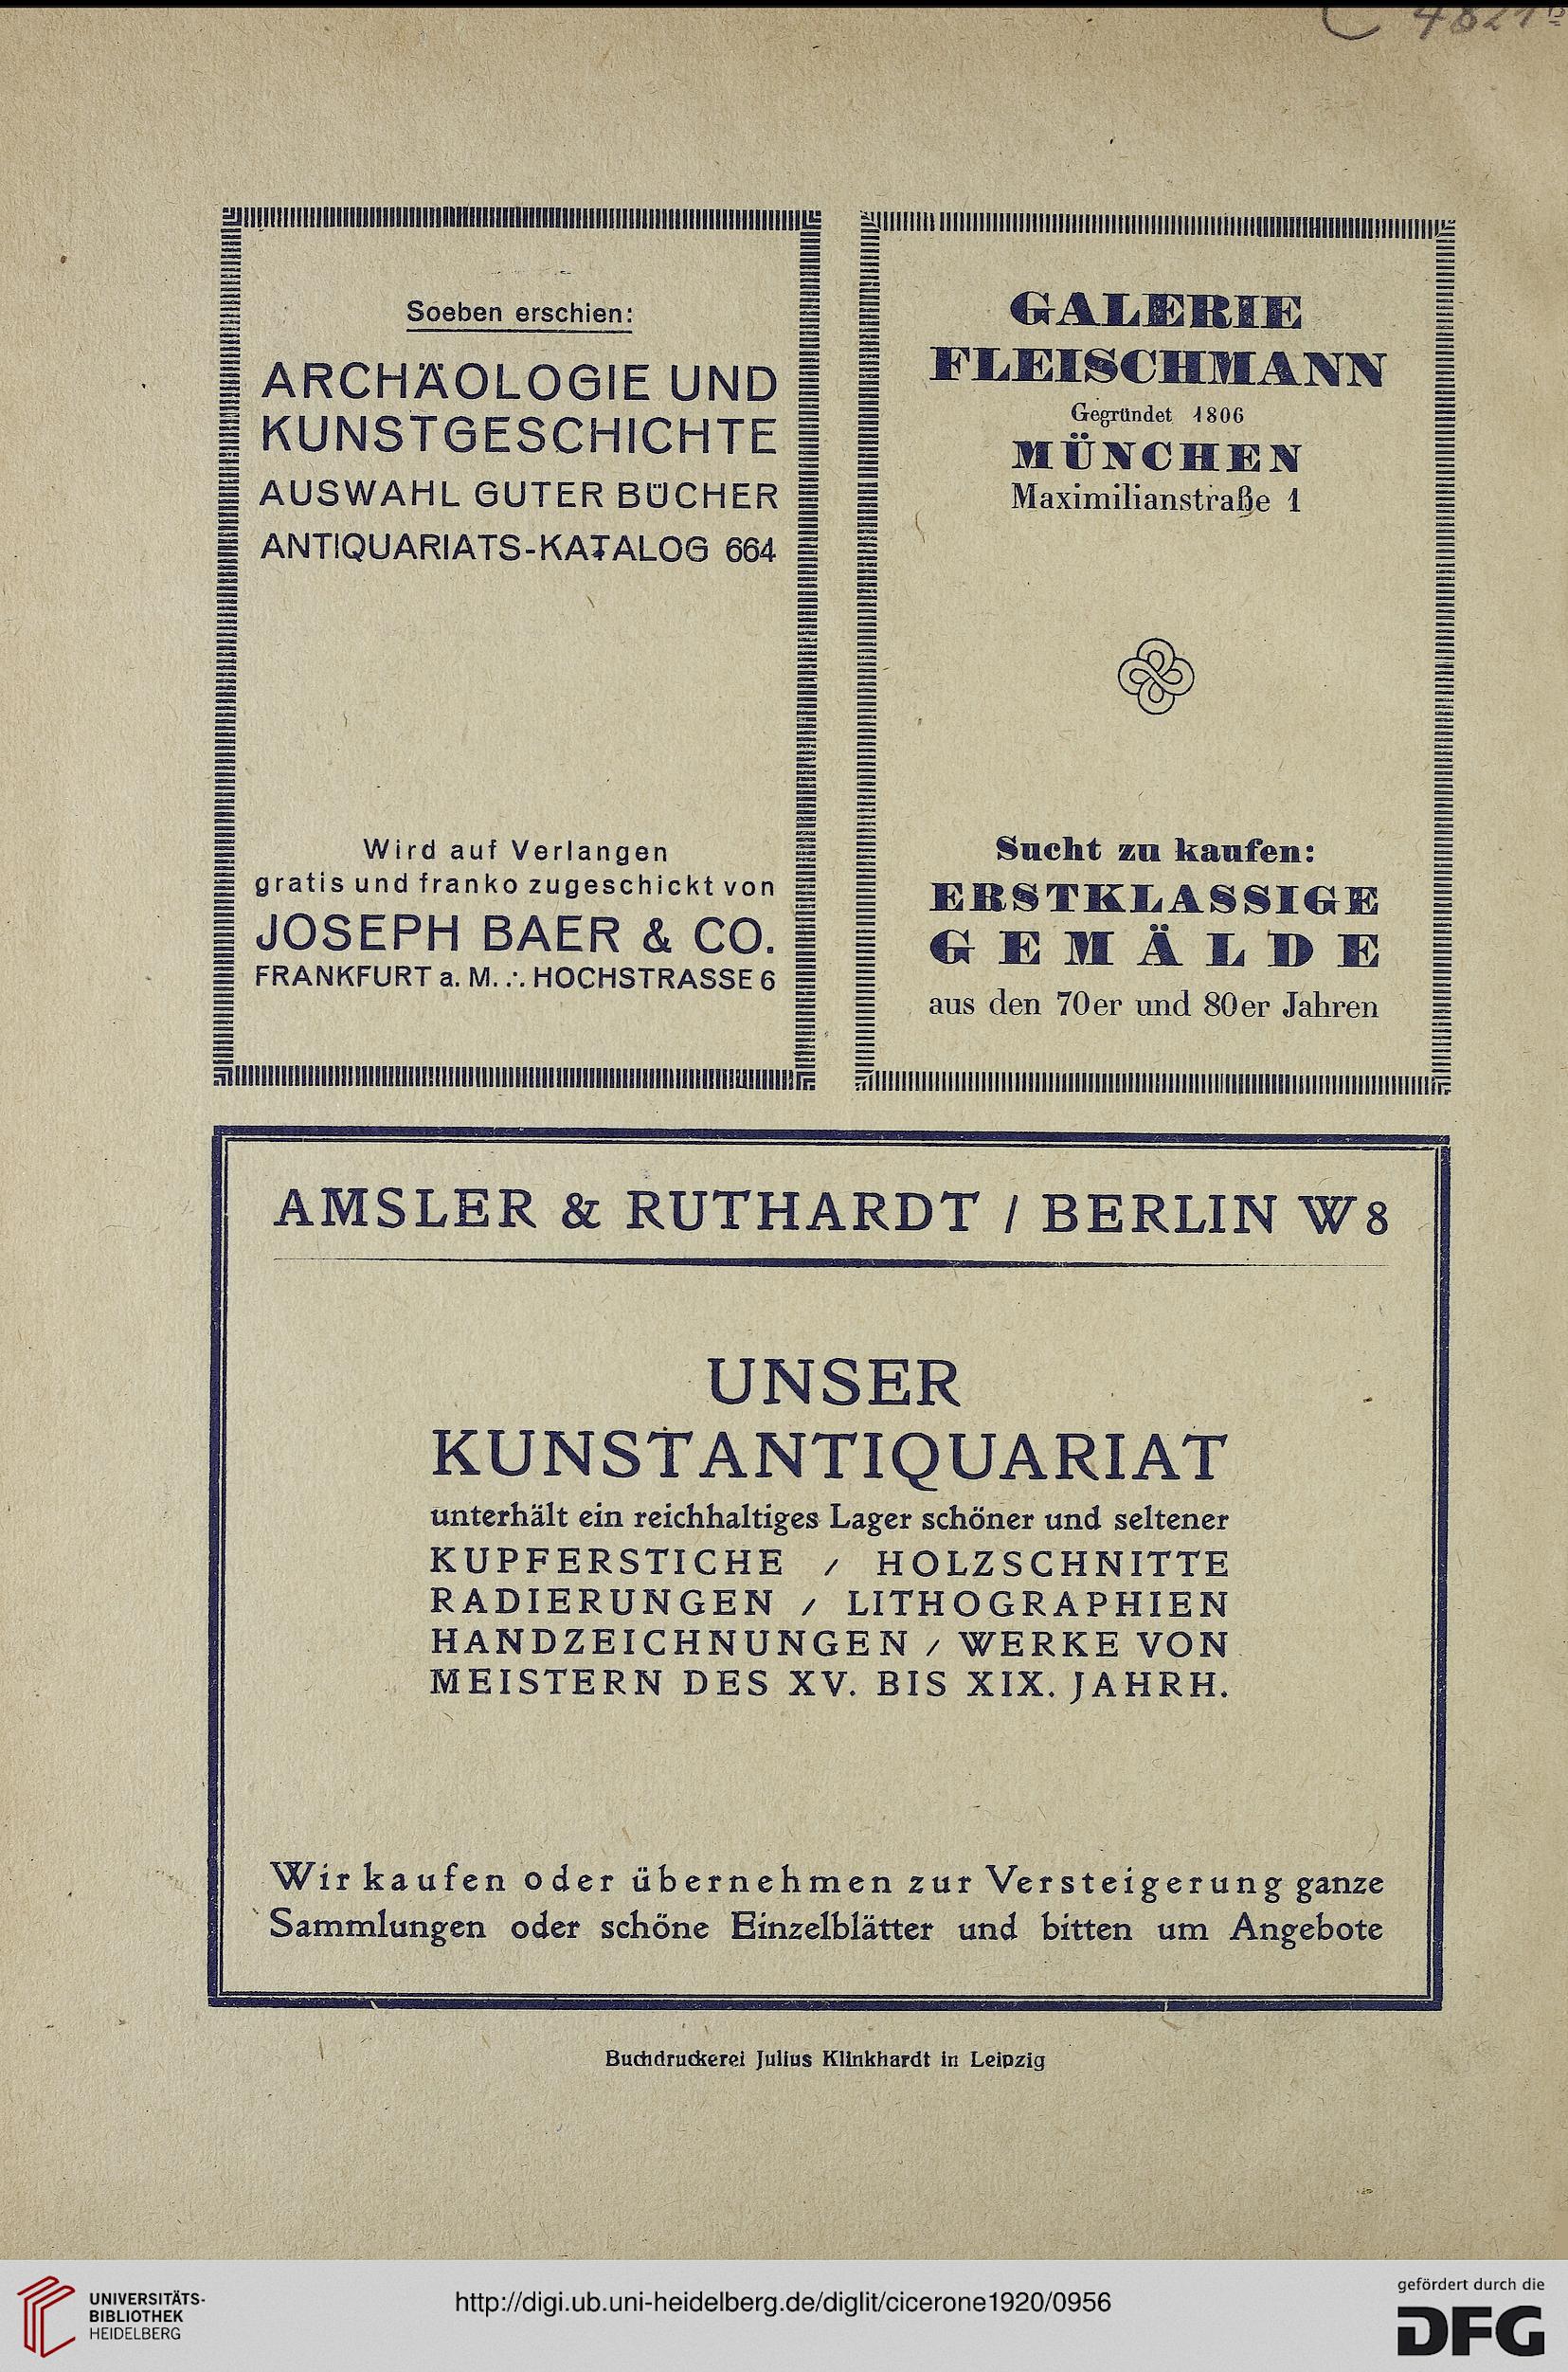 Soeben erschien:
ARCHÄOLOGIE UND
KUNSTGESCHICHTE
AUSWAHL GUTER BÜCHER
ANTIQUARIATS-KATALOG 664
Wird auf Verlangen
gratis und franko zugeschickt von
JOSEPH BAER & CO.
FRANKFURT a. M. .·. HOCHSTRASSE 6
GALERIE
FLEISCHMANN
Gegründet 1806
MÜNCHEN
Maximilianstraße 1
Sucht zu kaufen:
ERSTKLASSIGE
GEMÄLDE
aus den 70er und 80er Jahren
AMSLER & RUTHARDT / BERLIN W 8
UNSER
KUNSTANTIQUARIAT
unterhält ein reichhaltiges Lager schöner und seltener
KUPFERSTICHE / HOLZSCHNITTE
RADIERUNGEN / LITHOGRAPHIEN
HANDZEICHNUNGEN / WERKE VON
MEISTERN DES XV. BIS XIX. JAHRH.
Wir kaufen oder übernehmen zur Versteigerung ganze
Sammlungen oder schöne Einzelblätter und bitten um Angebote
Buchdruckerei Julius Klinkhardt in Leipzig
UNIVERSITÄTS-
BIBLIOTHEK
HEIDELBERG
http://digi.ub.uni-heidelberg.de/diglit/cicerone1920/0956
gefördert durch die
DFG